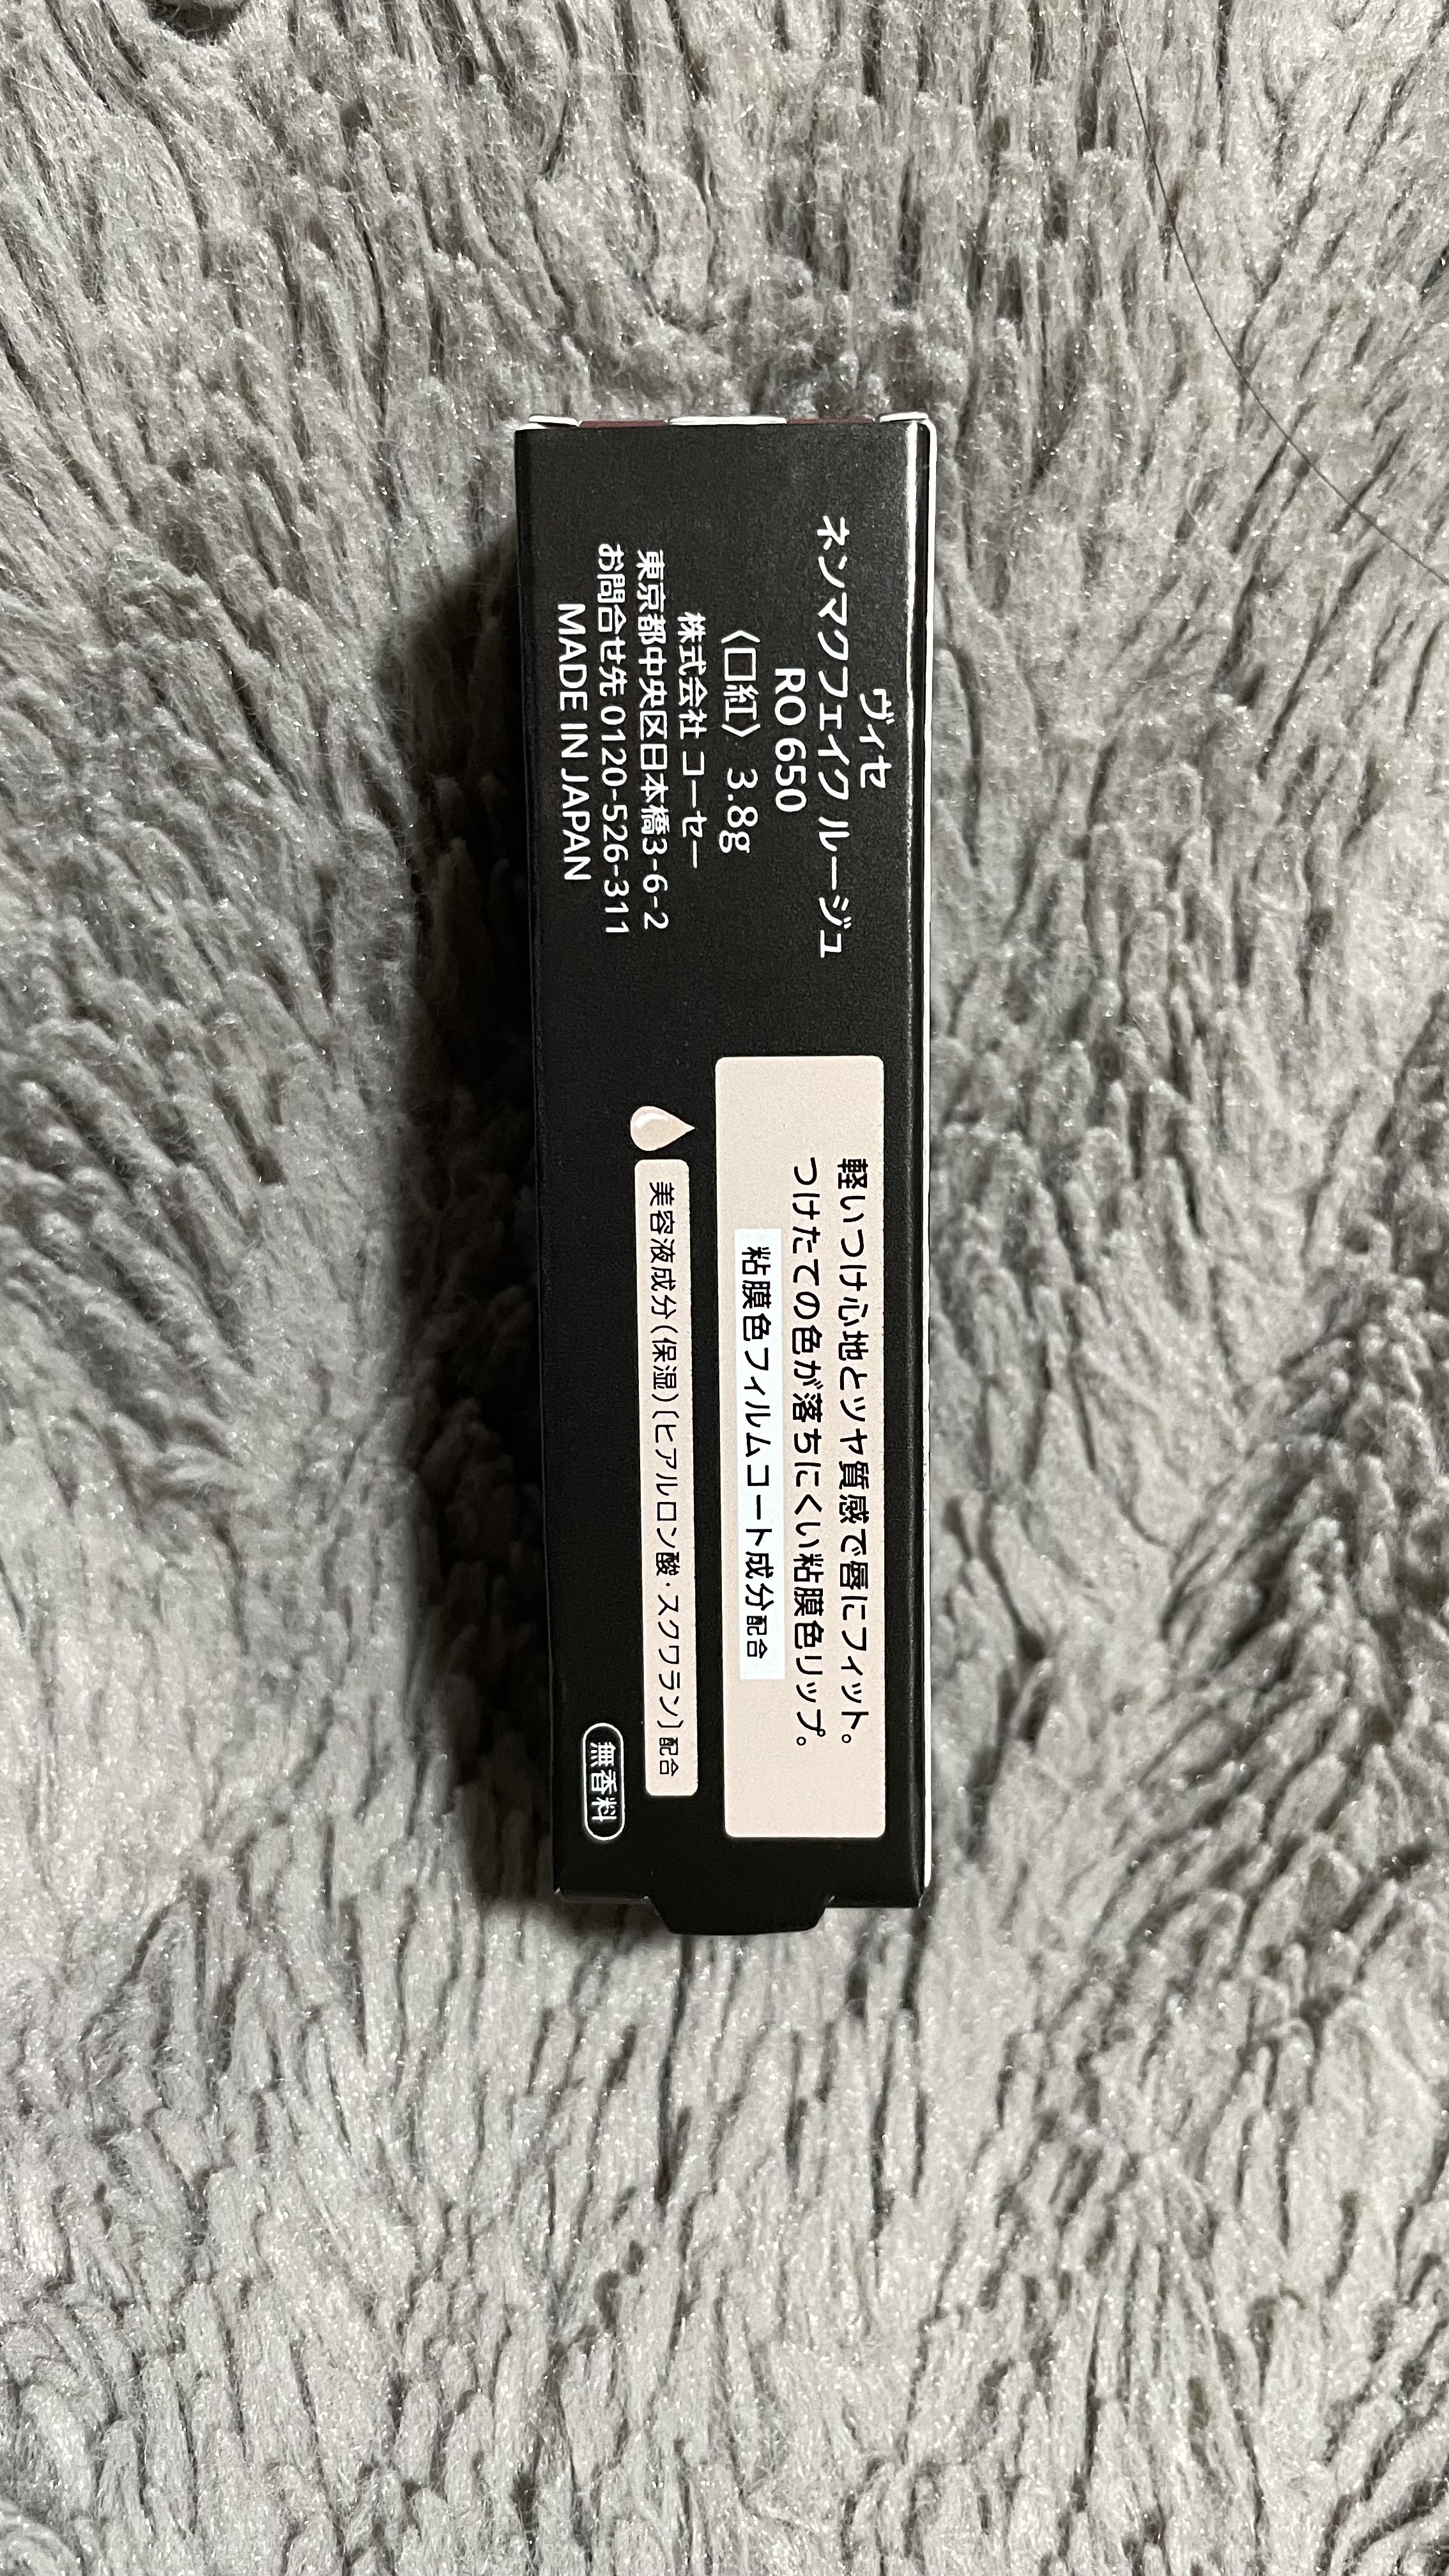 ヴィセ
ネンマクフェイク ルージュ
RO 650
〈口紅〉 3.8g
株式会社 コーセー
東京都中央区日本橋3-6-2
お問合せ先 0120-526-311
MADE IN JAPAN
軽いつけ心地とツヤ質感で唇にフィット。
つけたての色が落ちにくい粘膜色リップ。
粘膜色フィルムコート成分配合
美容液成分(保湿)〔ヒアルロン酸・スクワラン〕配合
無香料